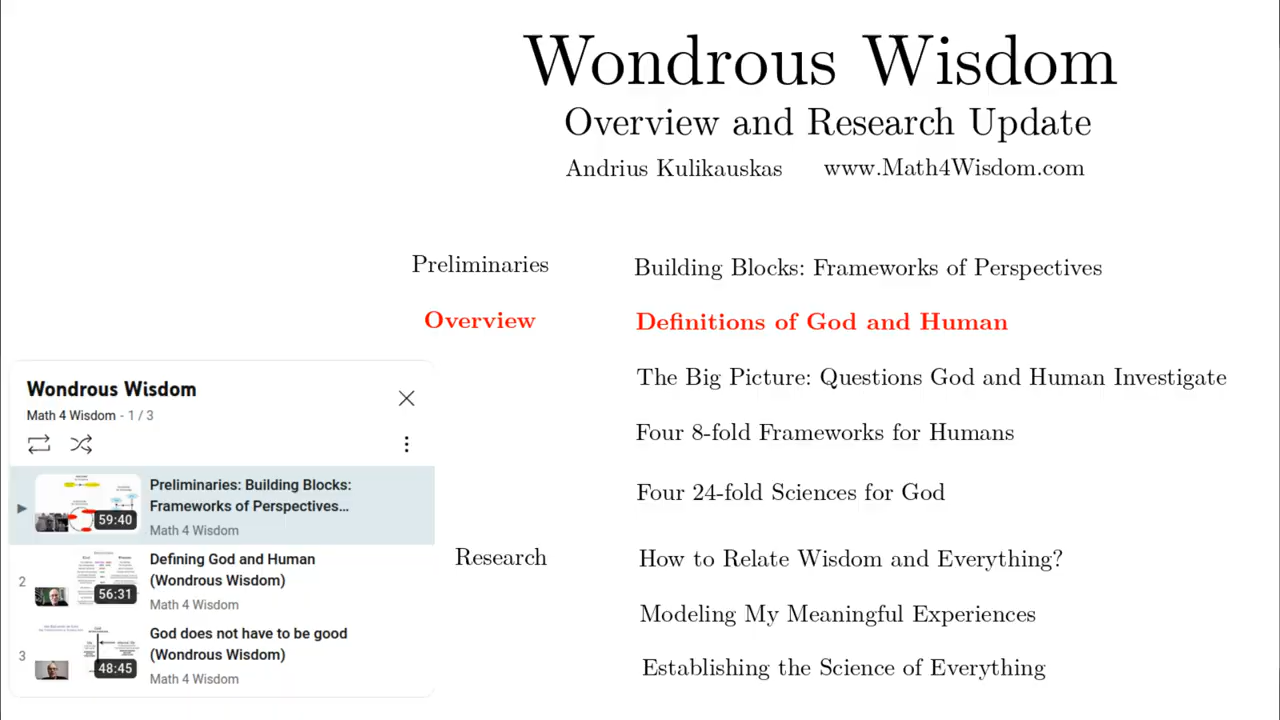 Wondrous Wisdom
Overview and Research Update
Andrius Kulikauskas www.Math4Wisdom.com
Preliminaries Building Blocks: Frameworks of Perspectives
Overview Definitions of God and Human
The Big Picture: Questions God and Human Investigate
Four 8-fold Frameworks for Humans
Four 24-fold Sciences for God
Research How to Relate Wisdom and Everything?
Modeling My Meaningful Experiences
Establishing the Science of Everything
Wondrous Wisdom
Math 4 Wisdom - 1 / 3
Preliminaries: Building Blocks:
Frameworks of Perspectives...
59:40
Math 4 Wisdom
2
Defining God and Human
(Wondrous Wisdom)
56:31
Math 4 Wisdom
3
God does not have to be good
(Wondrous Wisdom)
48:45
Math 4 Wisdom